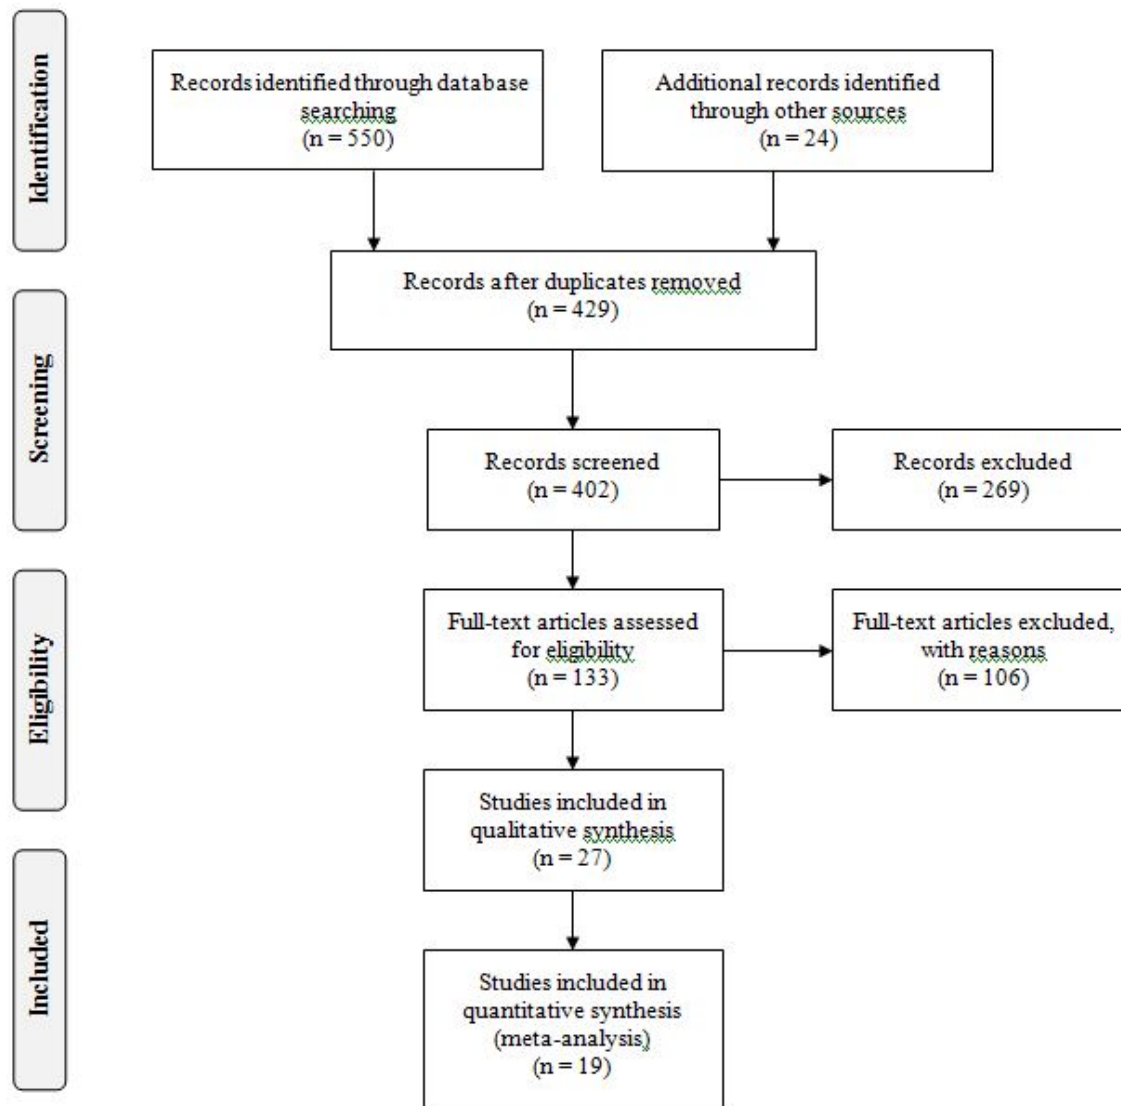 Identification
Records identified through database
searching
(n = 550)
Additional records identified
through other sources
(n = 24)
Records after duplicates removed
(n = 429)
Screening
Records screened
(n = 402)
Records excluded
(n = 269)
Eligibility
Full-text articles assessed
for eligibility
(n = 133)
Full-text articles excluded,
with reasons
(n = 106)
Studies included in
qualitative synthesis
(n = 27)
Included
Studies included in
quantitative synthesis
(meta-analysis)
(n = 19)